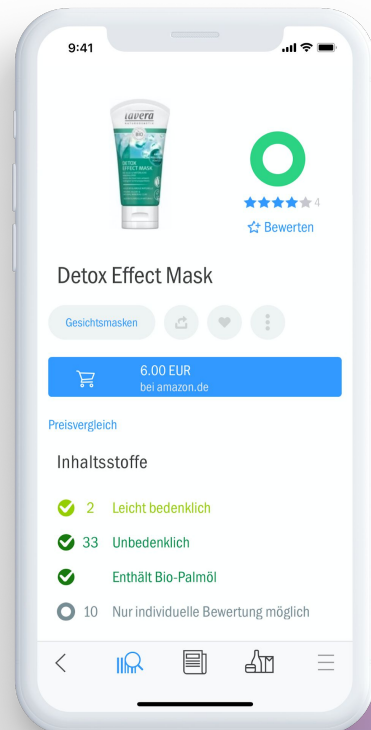 9:41
lavera
BIO
DETOX
EFFECT MASK
4
Bewerten
Detox Effect Mask
Gesichtsmasken
6.00 EUR
bei amazon.de
Preisvergleich
Inhaltsstoffe
2 Leicht bedenklich
33 Unbedenklich
Enthält Bio-Palmöl
10 Nur individuelle Bewertung möglich